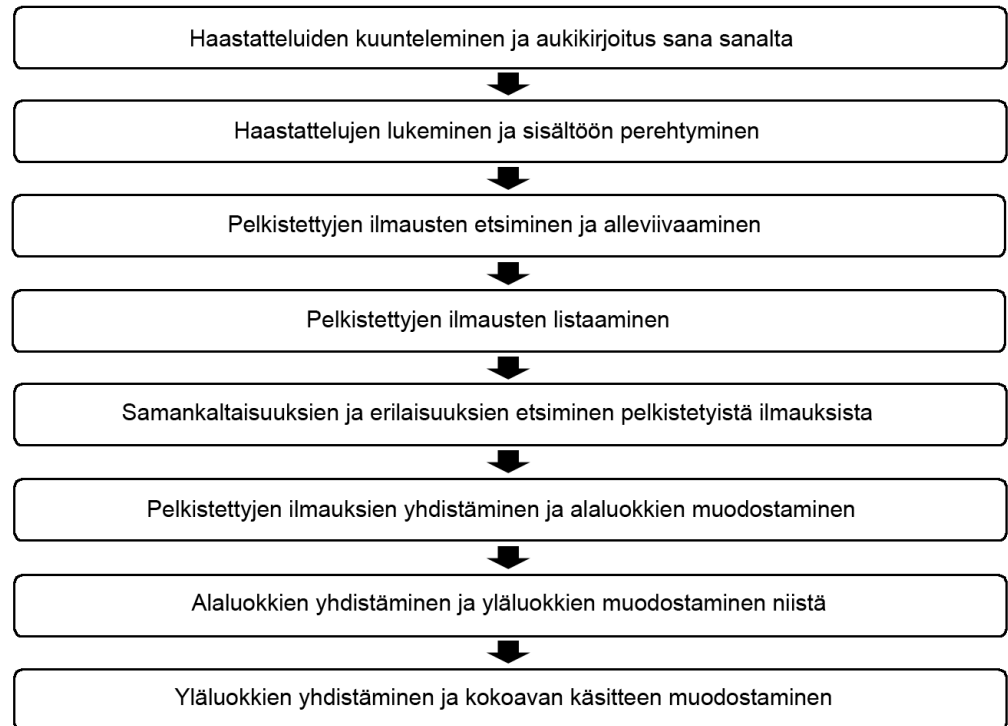 Haastatteluiden kuunteleminen ja aukikirjoitus sana sanalta
Haastattelujen lukeminen ja sisältöön perehtyminen
Pelkistettyjen ilmausten etsiminen ja alleviivaaminen
Pelkistettyjen ilmausten listaaminen
Samankaltaisuuksien ja erilaisuuksien etsiminen pelkistetyistä ilmauksista
Pelkistettyjen ilmauksien yhdistäminen ja alaluokkien muodostaminen
Alaluokkien yhdistäminen ja yläluokkien muodostaminen niistä
Yläluokkien yhdistäminen ja kokoavan käsitteen muodostaminen